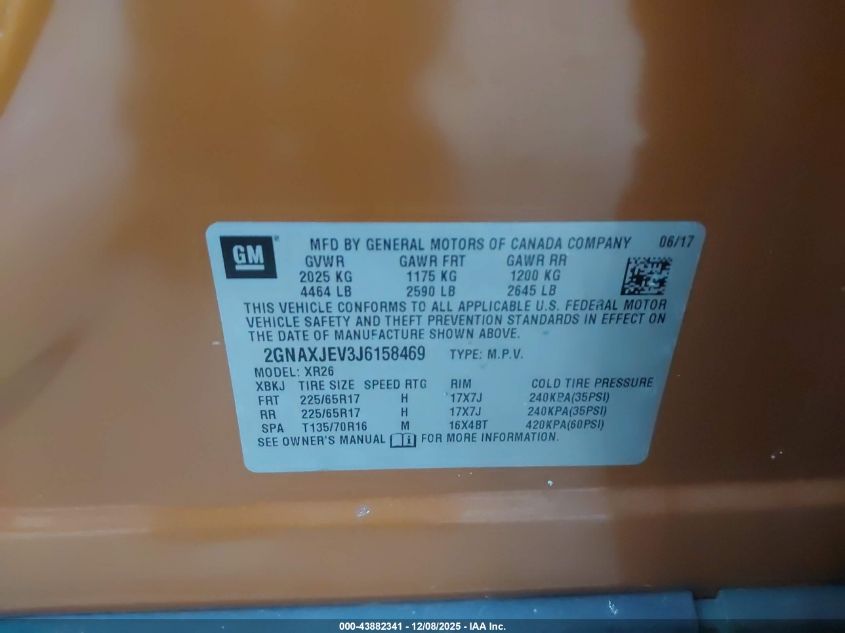 GM MFD BY GENERAL MOTORS OF CANADA COMPANY 06/17
GVWR GAWR FRT GAWR RR
2025 KG 1175 KG 1200 KG
4464 LB 2590 LB 2645 LB
THIS VEHICLE CONFORMS TO ALL APPLICABLE U.S. FEDERAL MOTOR
VEHICLE SAFETY AND THEFT PREVENTION STANDARDS IN EFFECT ON
THE DATE OF MANUFACTURE SHOWN ABOVE.
2GNAXJEV3J6158469 TYPE: M.P.V.
MODEL: XR26
XBKJ TIRE SIZE SPEED RTG RIM COLD TIRE PRESSURE
FRT 225/65R17 H 17X7J 240KPA(35PSI)
RR 225/65R17 H 17X7J 240KPA(35PSI)
SPA T135/70R16 M 16X4BT 420KPA(60PSI)
SEE OWNER'S MANUAL FOR MORE INFORMATION.
000-43882341 - 12/08/2025 - IAA Inc.